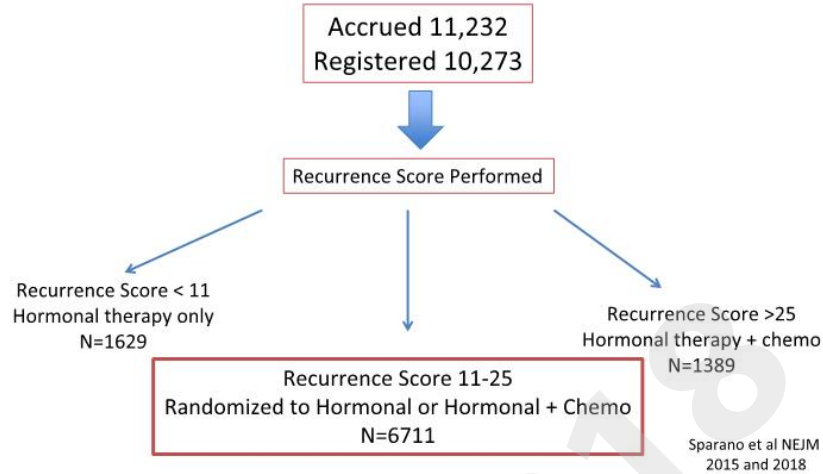 Accrued 11,232
Registered 10,273
Recurrence Score Performed
Recurrence Score < 11
Hormonal therapy only
N=1629
Recurrence Score 11-25
Randomized to Hormonal or Hormonal + Chemo
N=6711
Recurrence Score >25
Hormonal therapy + chemo
N=1389
Sparano et al NEJM
2015 and 2018